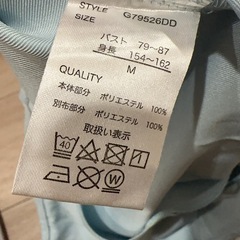 STYLE G79526DD
SIZE
バスト 79~87
身長 154~162
M
QUALITY
本体部分 ポリエステル 100%
別布部分 ポリエステル 100%
取扱い表示
40
W